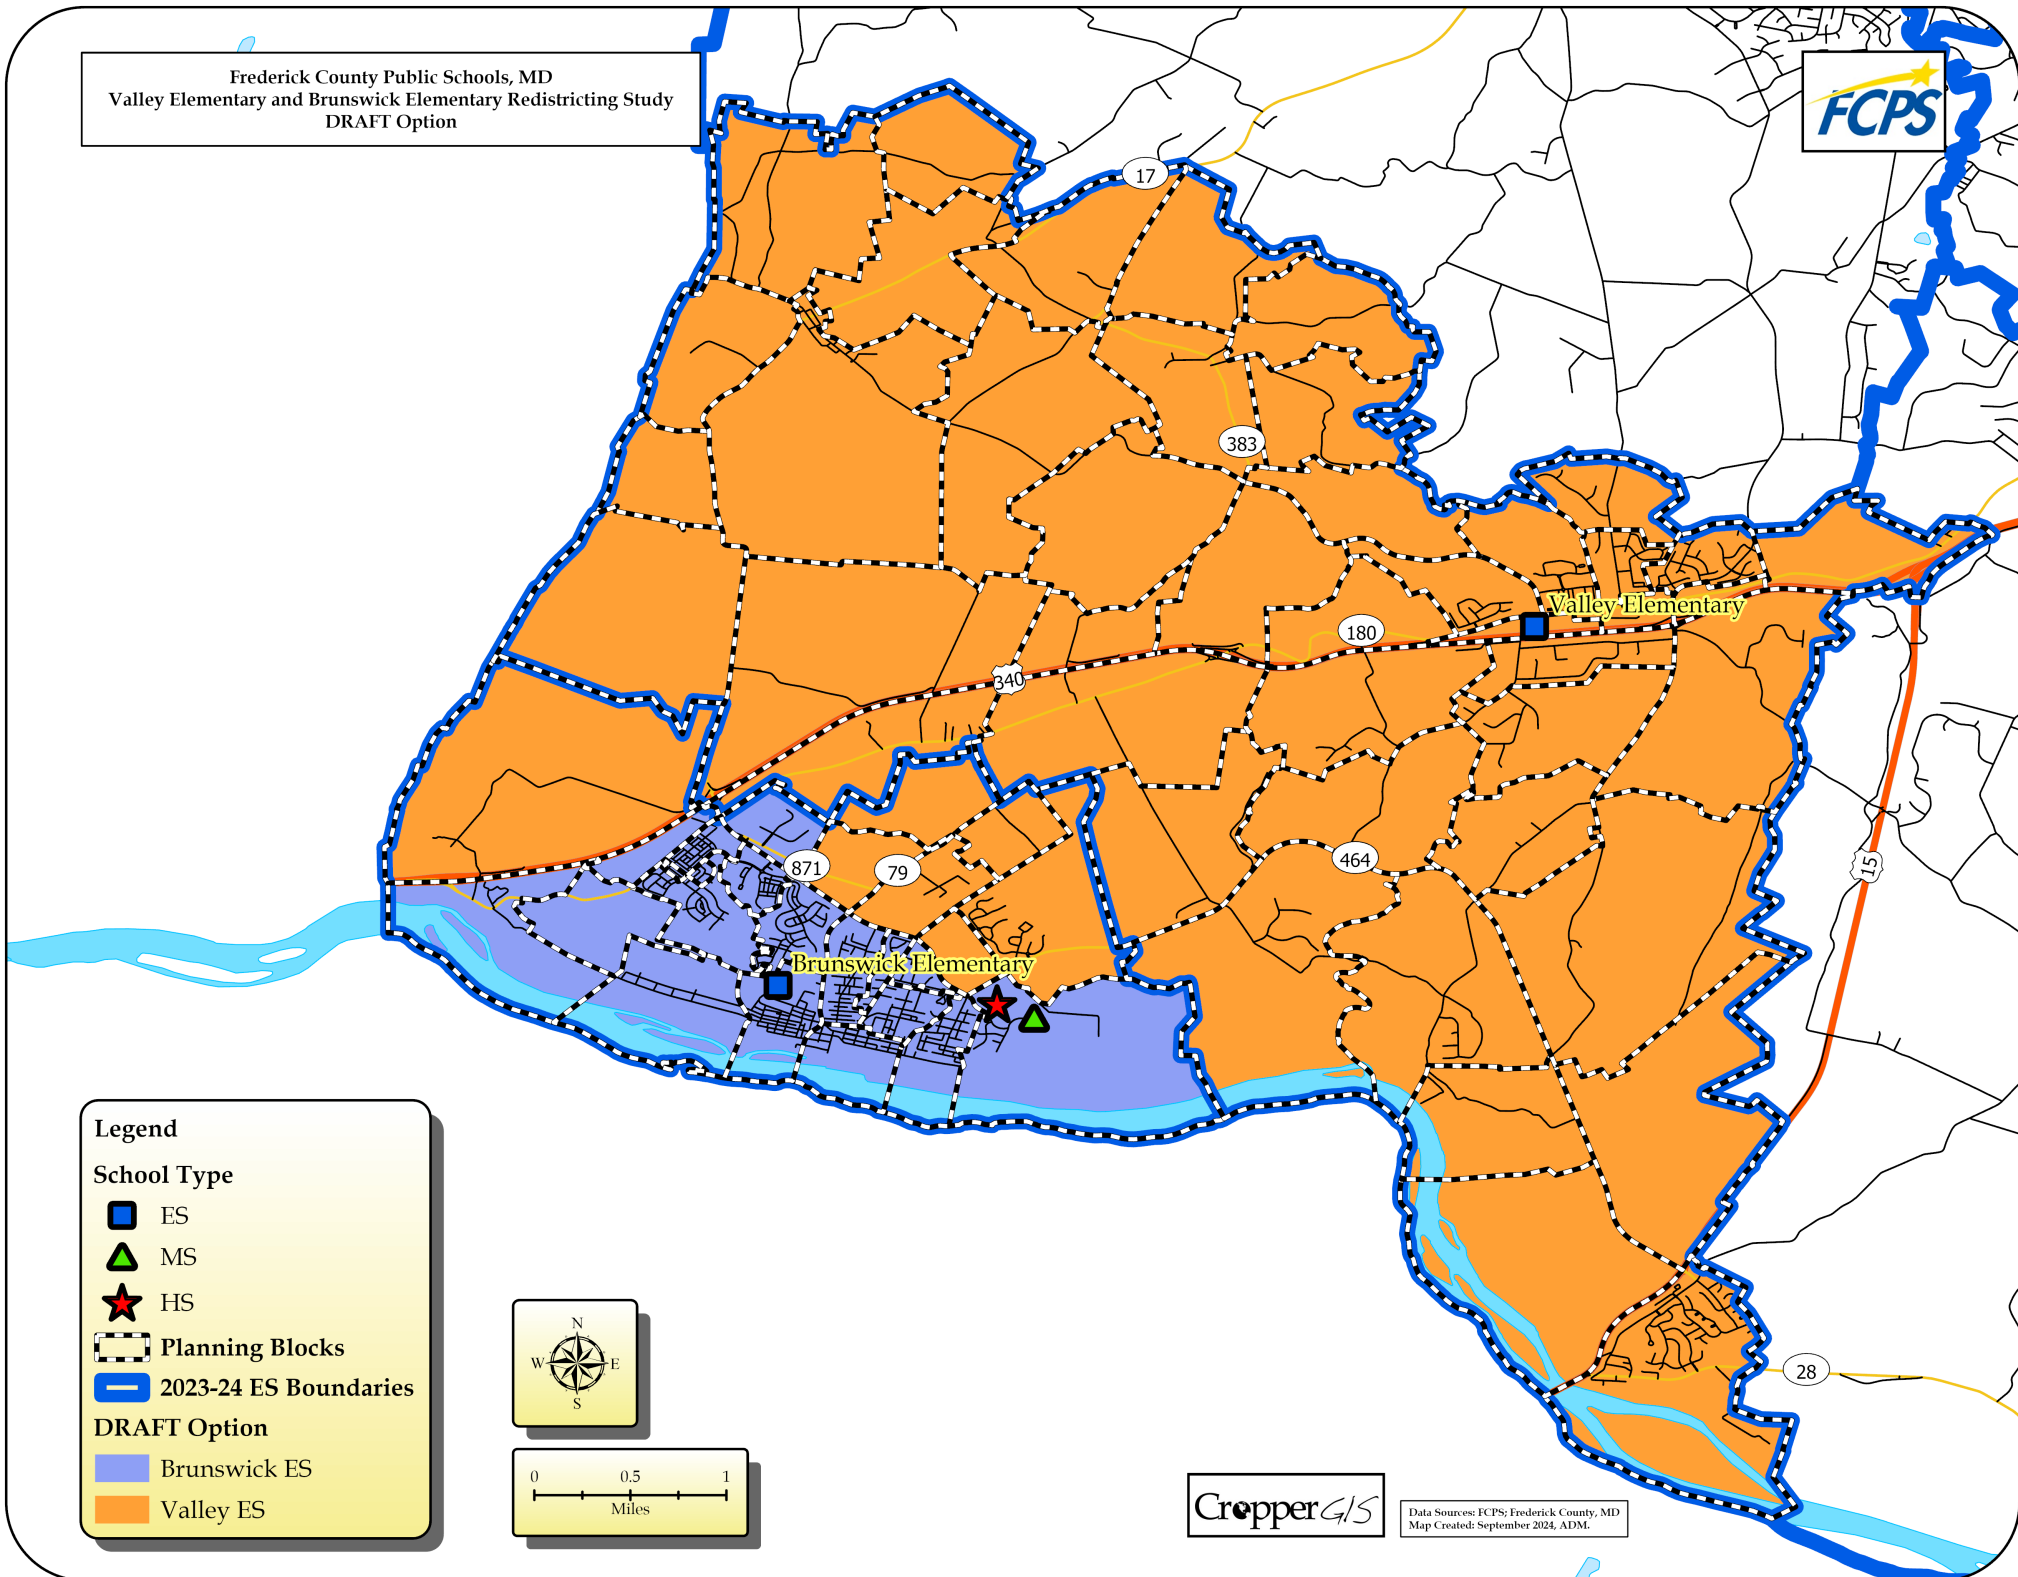 Frederick County Public Schools, MD
Valley Elementary and Brunswick Elementary Redistricting Study
DRAFT Option
FCPS
17
383
Valley Elementary
180
340
871
79
464
15
Brunswick Elementary
28
Legend
School Type
ES
MS
HS
Planning Blocks
2023-24 ES Boundaries
DRAFT Option
Brunswick ES
Valley ES
N
W E
S
0 0.5 1
Miles
Cropper GIS
Data Sources: FCPS; Frederick County, MD
Map Created: September 2024, ADM.